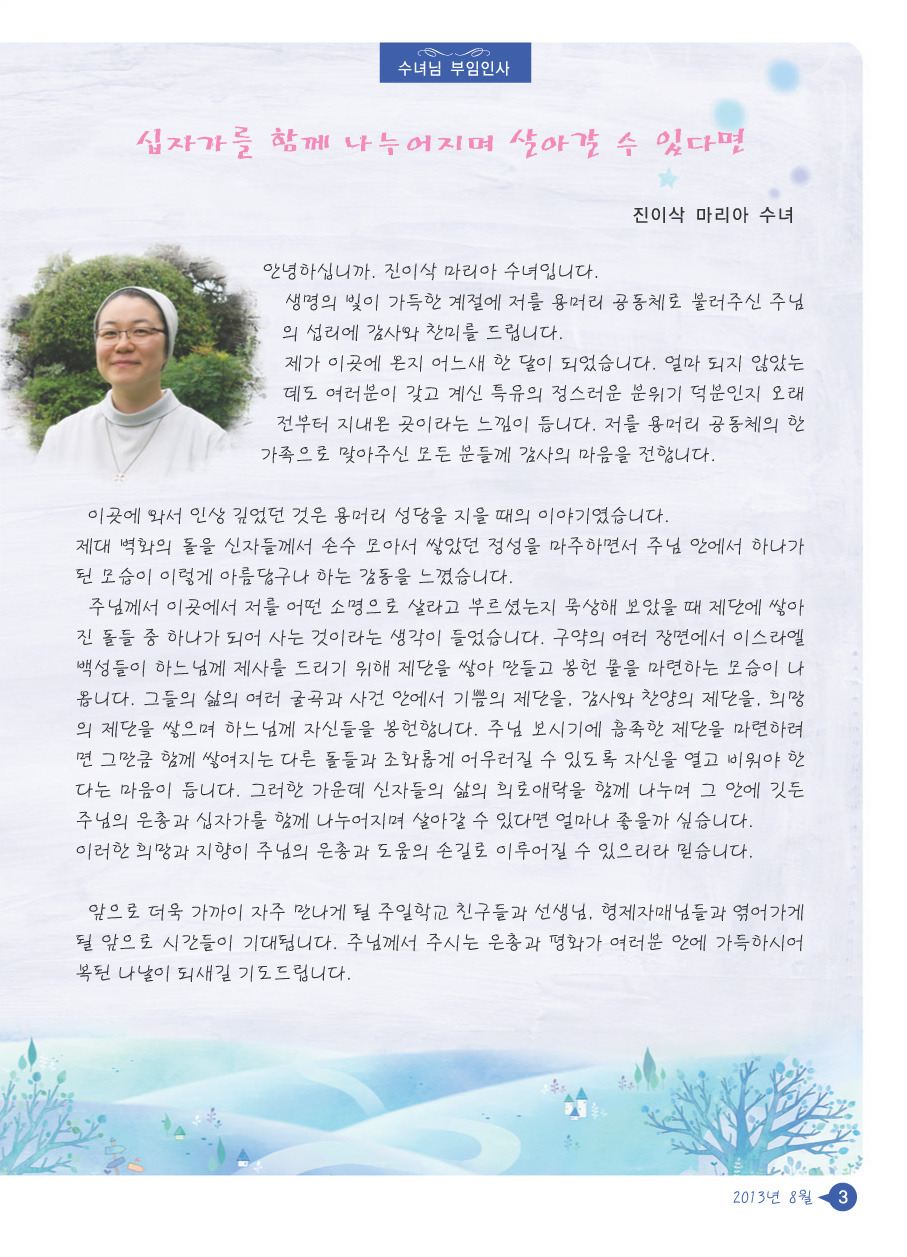 수녀님 부임인사
십자가를 함께 나누어지며 살아갈 수 있다면
진이삭 마리아 수녀
안녕하십니까. 진이삭 마리아 수녀입니다.
생명의 빛이 가득한 계절에 저를 용머리 공동체로 불러주신 주님
의 섭리에 감사와 찬미를 드립니다.
제가 이곳에 온지 어느새 한 달이 되었습니다. 얼마 되지 않았는
데도 여러분이 갖고 계신 특유의 정스러운 분위기 덕분인지 오래
전부터 지내온 곳이라는 느낌이 듭니다. 저를 용머리 공동체의 한
가족으로 맞아주신 모든 분들께 감사의 마음을 전합니다.
이곳에 와서 인상 깊었던 것은 용머리 성당을 지을 때의 이야기였습니다.
제대 벽화의 돌을 신자들께서 손수 모아서 쌓았던 정성을 마주하면서 주님 안에서 하나가
된 모습이 이렇게 아름답구나 하는 감동을 느꼈습니다.
주님께서 이곳에서 저를 어떤 소명으로 살라고 부르셨는지 묵상해 보았을 때 제단에 쌓아
진 돌들 중 하나가 되어 사는 것이라는 생각이 들었습니다. 구약의 여러 장면에서 이스라엘
백성들이 하느님께 제사를 드리기 위해 제단을 쌓아 만들고 봉헌 물을 마련하는 모습이 나
옵니다. 그들의 삶의 여러 굴곡과 사건 안에서 기쁨의 제단을, 감사와 찬양의 제단을, 희망
의 제단을 쌓으며 하느님께 자신들을 봉헌합니다. 주님 보시기에 흡족한 제단을 마련하려
면 그만큼 함께 쌓여지는 다른 돌들과 조화롭게 어우러질 수 있도록 자신을 열고 비워야 한
다는 마음이 듭니다. 그러한 가운데 신자들의 삶의 희로애락을 함께 나누며 그 안에 깃든
주님의 은총과 십자가를 함께 나누어지며 살아갈 수 있다면 얼마나 좋을까 싶습니다.
이러한 희망과 지향이 주님의 은총과 도움의 손길로 이루어질 수 있으리라 믿습니다.
앞으로 더욱 가까이 자주 만나게 될 주일학교 친구들과 선생님, 형제자매님들과 엮어가게
될 앞으로 시간들이 기대됩니다. 주님께서 주시는 은총과 평화가 여러분 안에 가득하시어
복된 나날이 되새길 기도드립니다.
2013년 8월 3